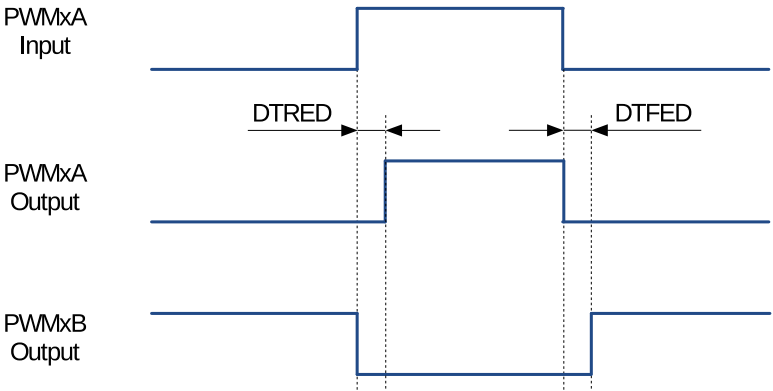 PWMxA
Input
DTRED
DTFED
PWMxA
Output
PWMxB
Output